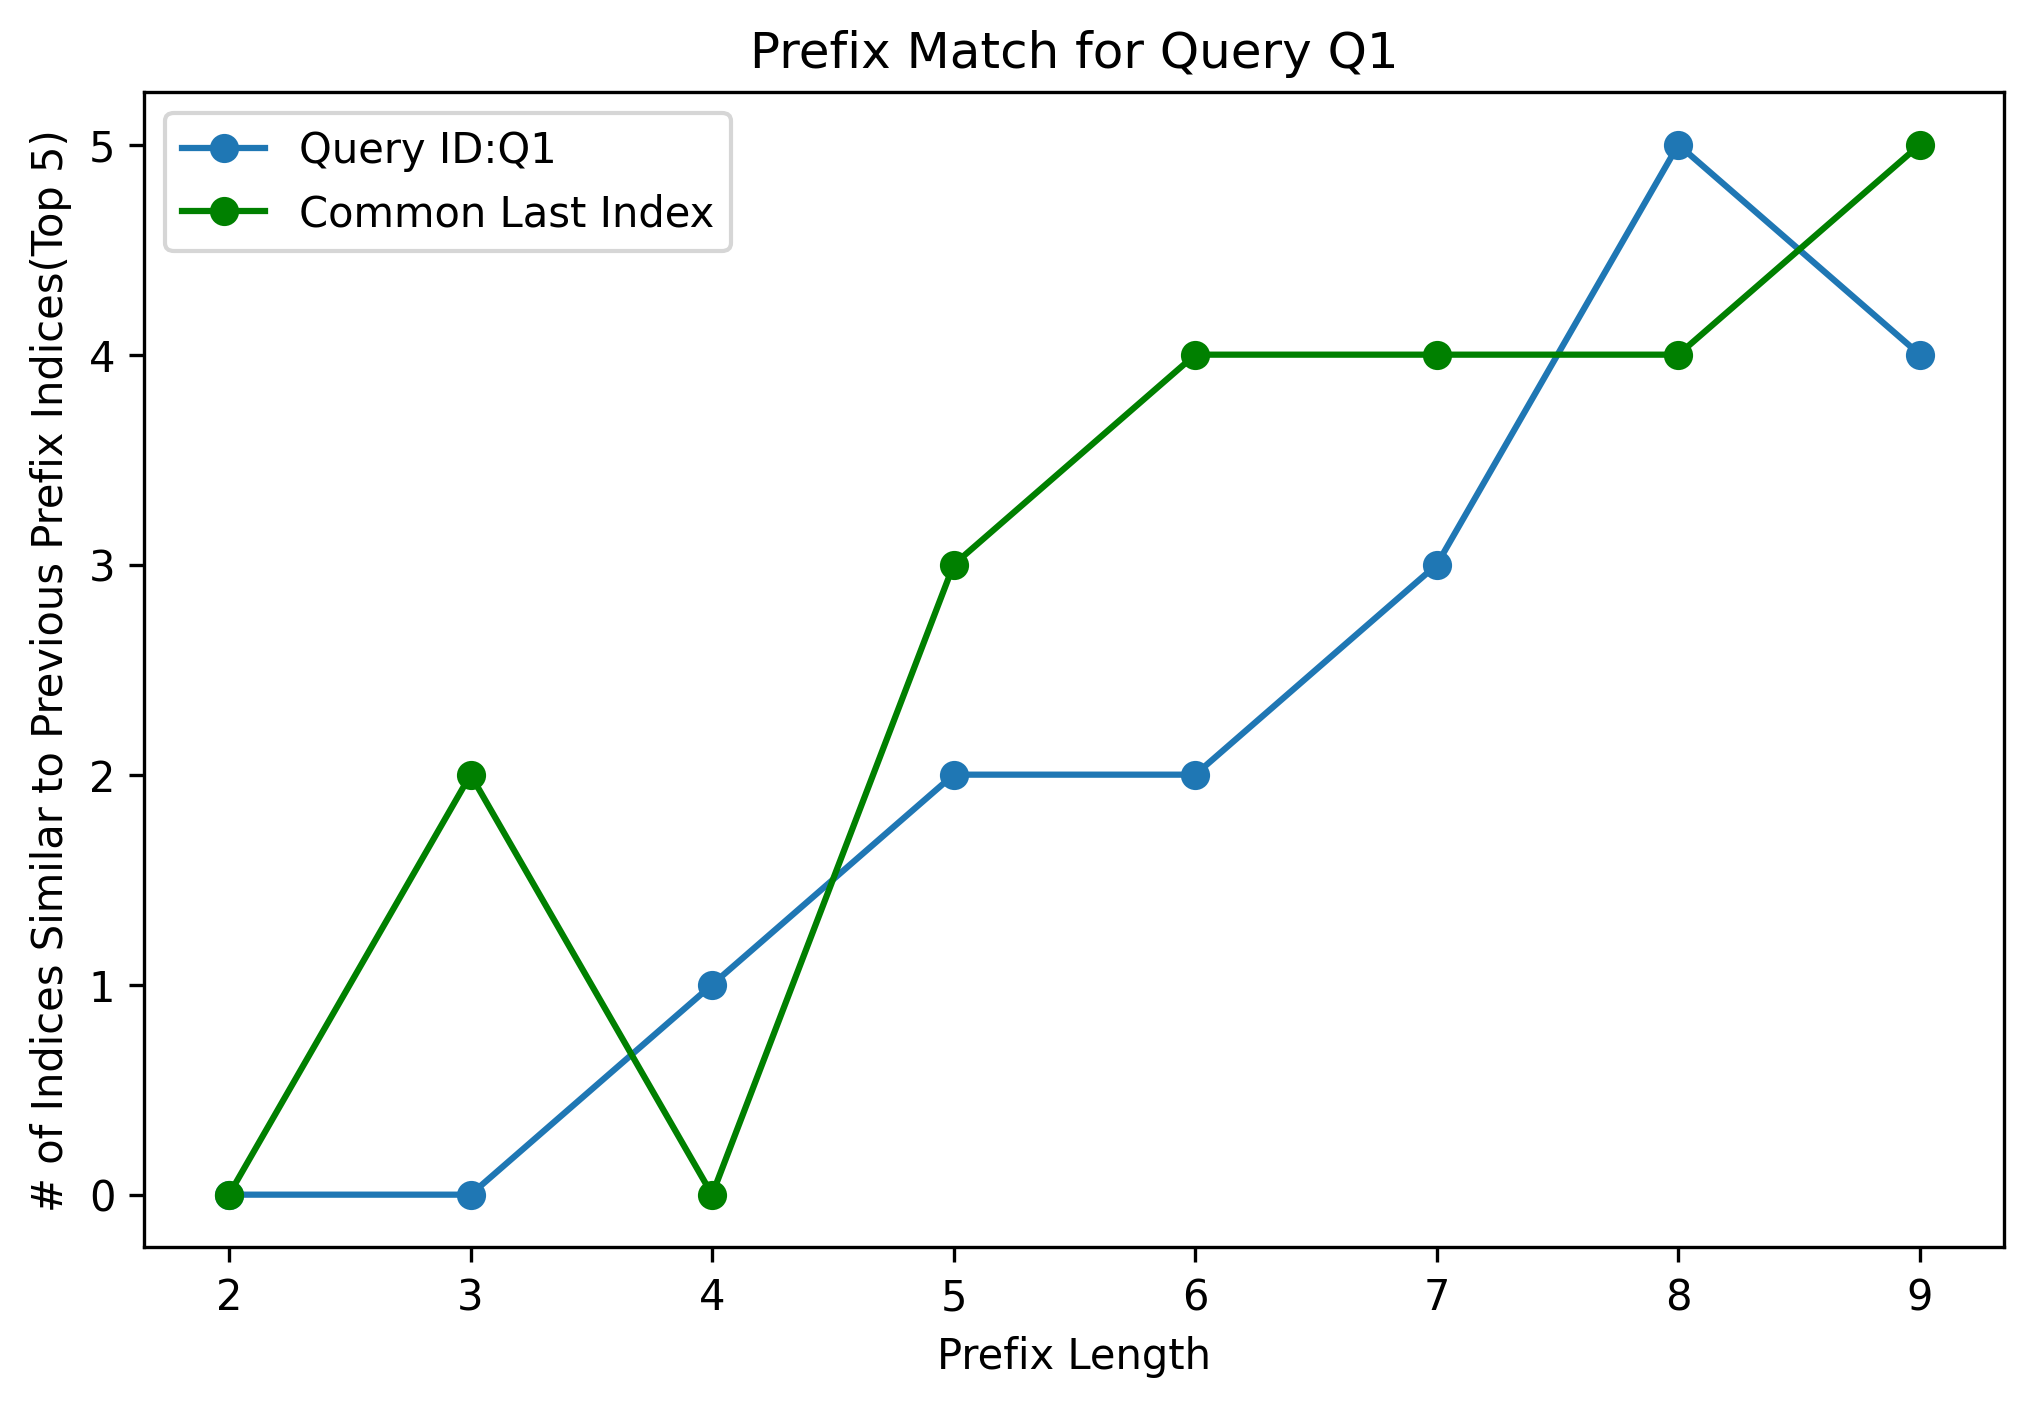 Prefix Match for Query Q1
Query ID:Q1
Common Last Index
# of Indices Similar to Previous Prefix Indices(Top 5)
5
4
3
2
1
0
2 3 4 5 6 7 8 9
Prefix Length